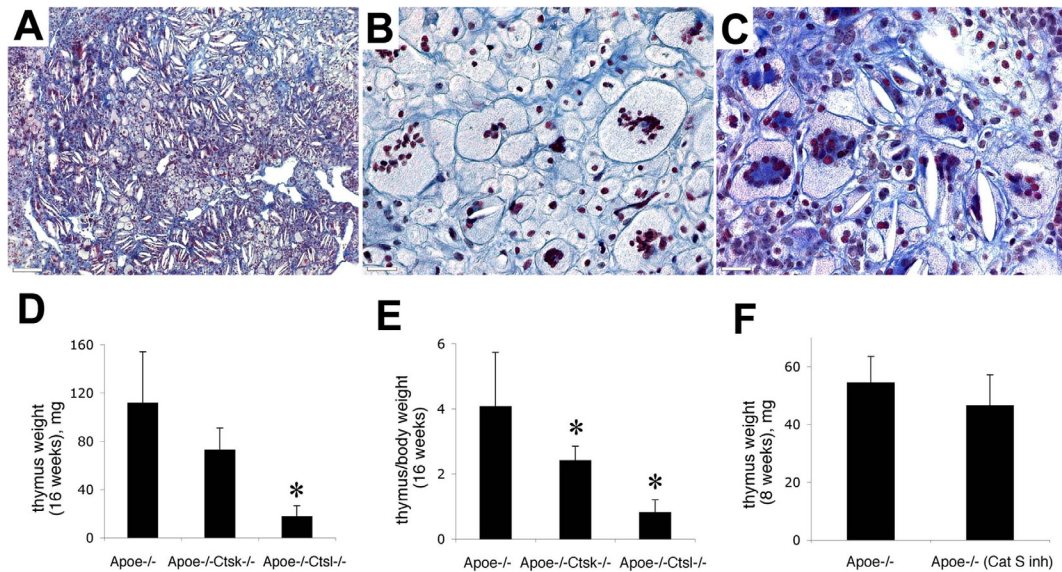 A
B
C
D
thymus weight
(16 weeks), mg
160
120
80
40
0
*
Apoe-/-
Apoe-/-Ctsk-/-
Apoe-/-Ctsl-/-
E
thymus/body weight
(16 weeks)
6
4
2
0
*
*
Apoe-/-
Apoe-/-Ctsk-/-
Apoe-/-Ctsl-/-
F
thymus weight
(8 weeks), mg
60
40
20
0
Apoe-/-
Apoe-/- (Cat S inh)